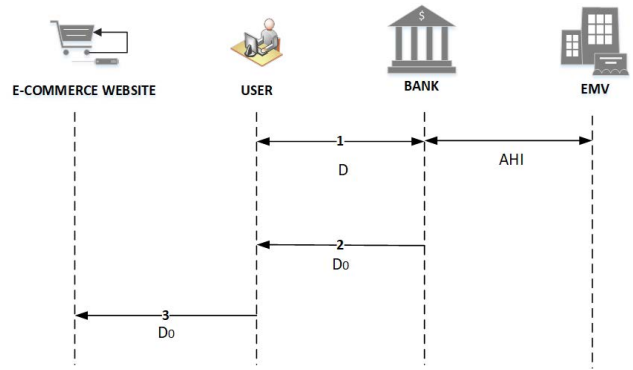 $
E-COMMERCE WEBSITE
USER
BANK
EMV
1
D
AHI
2
D0
3
D0